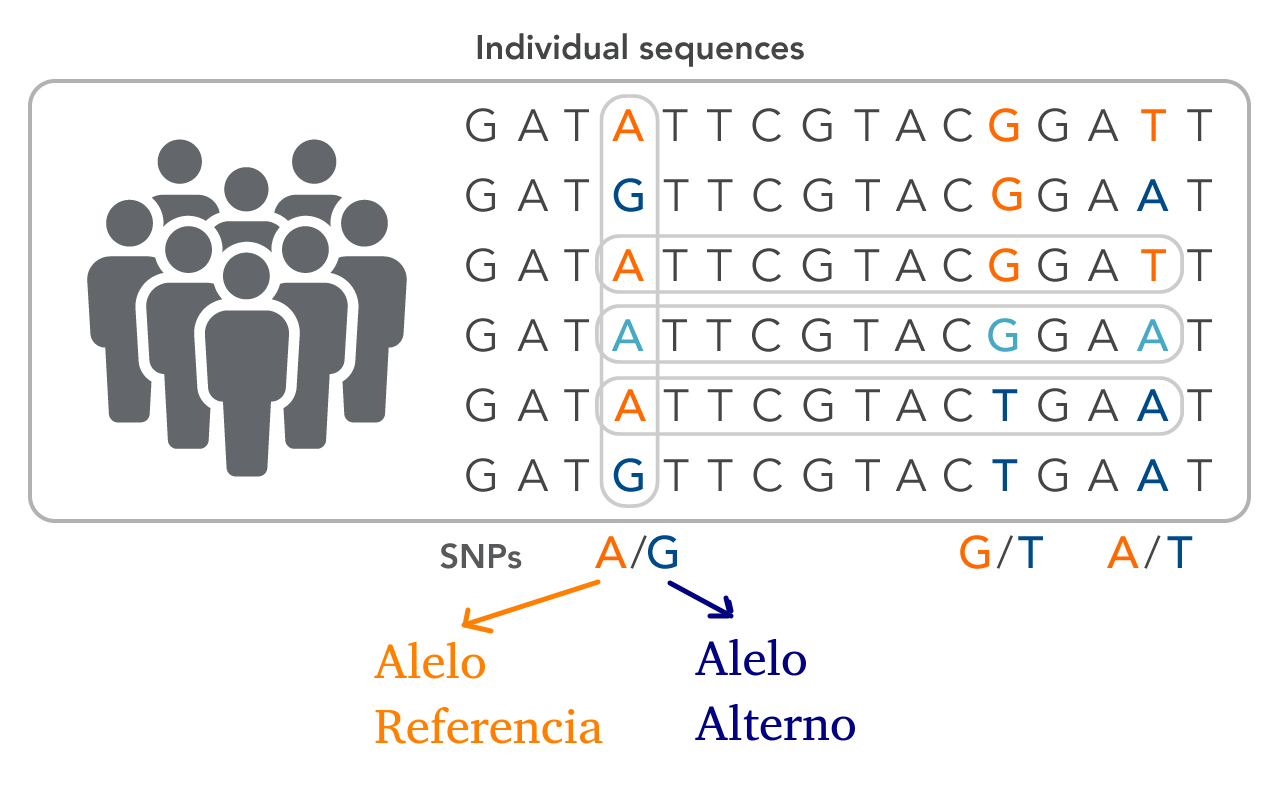 Individual sequences
G A T A T T C G T A C G G A T T
G A T G T T C G T A C G G A A T
G A T A T T C G T A C G G A T T
G A T A T T C G T A C G G A A T
G A T A T T C G T A C T G A A T
G A T G T T C G T A C T G A A T
SNPs A/G G/T A/T
Alelo Referencia
Alelo Alterno